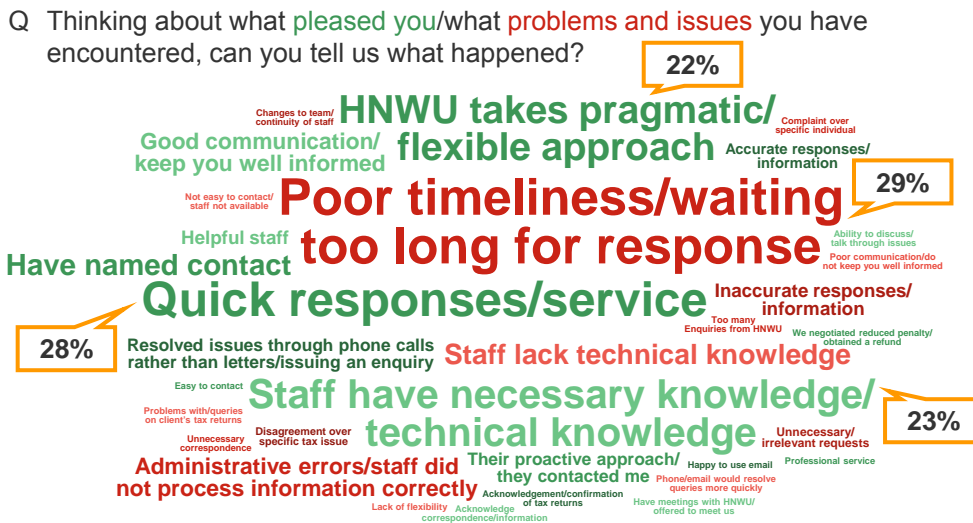 Q Thinking about what pleased you/what problems and issues you have
encountered, can you tell us what happened?
22%
Changes to team/
continuity of staff
HNWU takes pragmatic/
flexible approach
Complaint over
specific individual
Good communication/
keep you well informed
Accurate responses/
information
Not easy to contact/
staff not available
Poor timeliness/waiting
too long for response
29%
Helpful staff
Ability to discuss/
talk through issues
Have named contact
Poor communication/do
not keep you well informed
Quick responses/service
Inaccurate responses/
information
28%
Too many
Enquiries from HNWU
We negotiated reduced penalty/
obtained a refund
Resolved issues through phone calls
rather than letters/issuing an enquiry
Staff lack technical knowledge
Easy to contact
Staff have necessary knowledge/
technical knowledge
23%
Problems with/queries
on client's tax returns
Unnecessary
correspondence
Disagreement over
specific tax issue
Unnecessary/
irrelevant requests
Administrative errors/staff did
not process information correctly
Their proactive approach/
they contacted me
Happy to use email
Professional service
Phone/email would resolve
queries more quickly
Acknowledgement/confirmation
of tax returns
Lack of flexibility
Acknowledge
correspondence/information
Have meetings with HNWU/
offered to meet us